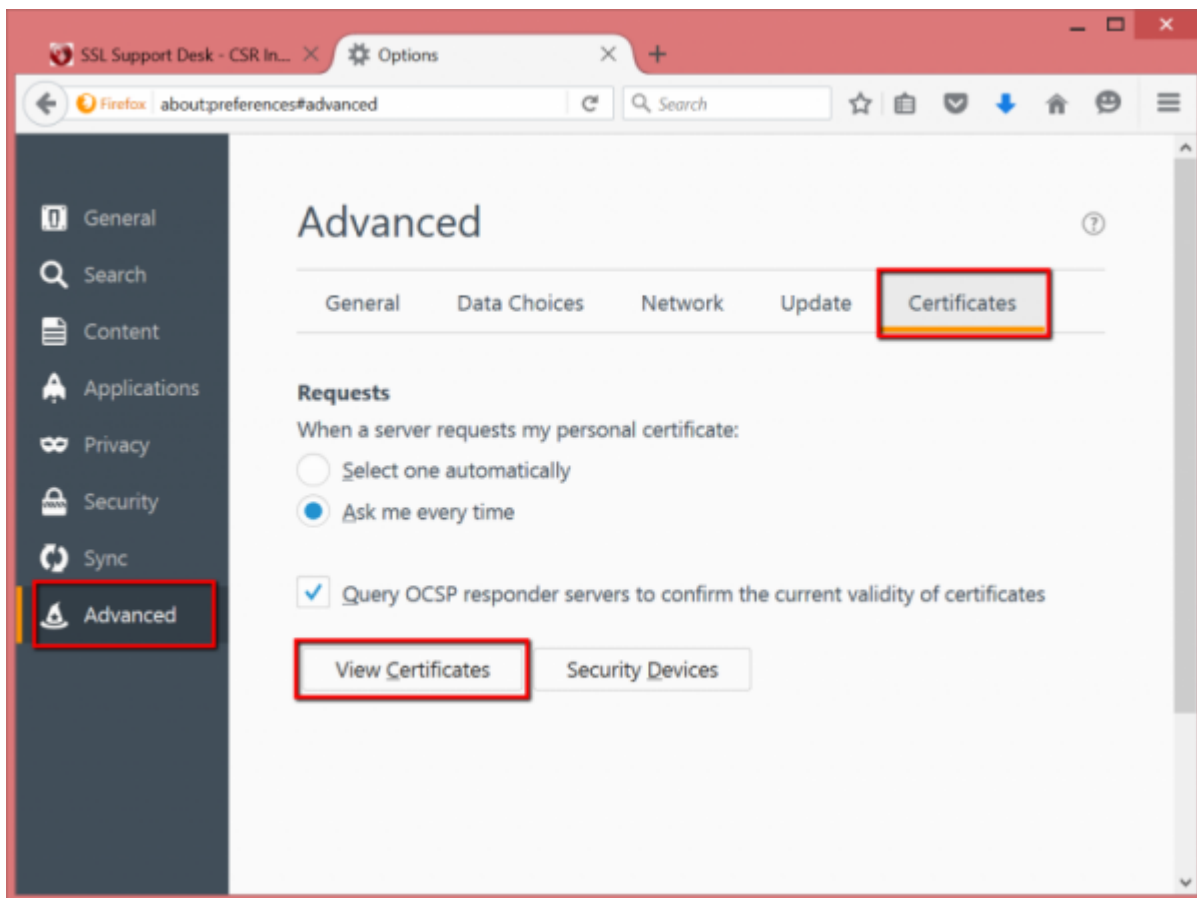 SSL Support Desk - CSR In...
Options
Firefox about:preferences#advanced
Search
General
Search
Content
Applications
Privacy
Security
Sync
Advanced
Advanced
General Data Choices Network Update Certificates
Requests
When a server requests my personal certificate:
Select one automatically
Ask me every time
Query OCSP responder servers to confirm the current validity of certificates
View Certificates Security Devices